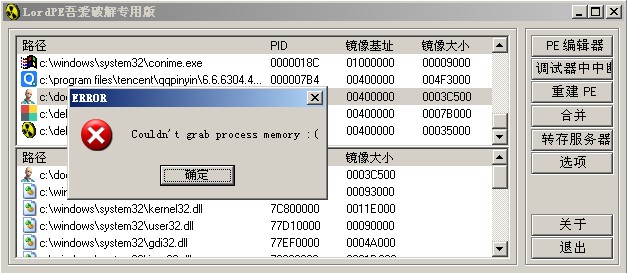 LordPE吾爱破解专用版
路径 PID 镜像基址 镜像大小
c:\windows\system32\conime.exe 0000018C 01000000 00009000
c:\program files\tencent\qqpinyin\6.6.6304.4... 000007B4 00400000 004F3000
c:\doc 00400000 0003C500
c:\del 00400000 0007B000
c:\del 00400000 00035000
ERROR
Couldn't grab process memory :(
确定
路径 镜像大小
c:\doc 0003C500
c:\windows\system32 00093000
c:\windows\system32\kernel32.dll 7C800000 0011E000
c:\windows\system32\user32.dll 77D10000 00090000
c:\windows\system32\gdi32.dll 77EF0000 0004A000
PE 编辑器
调试器中中断
重建 PE
合并
转存服务器
选项
关于
退出